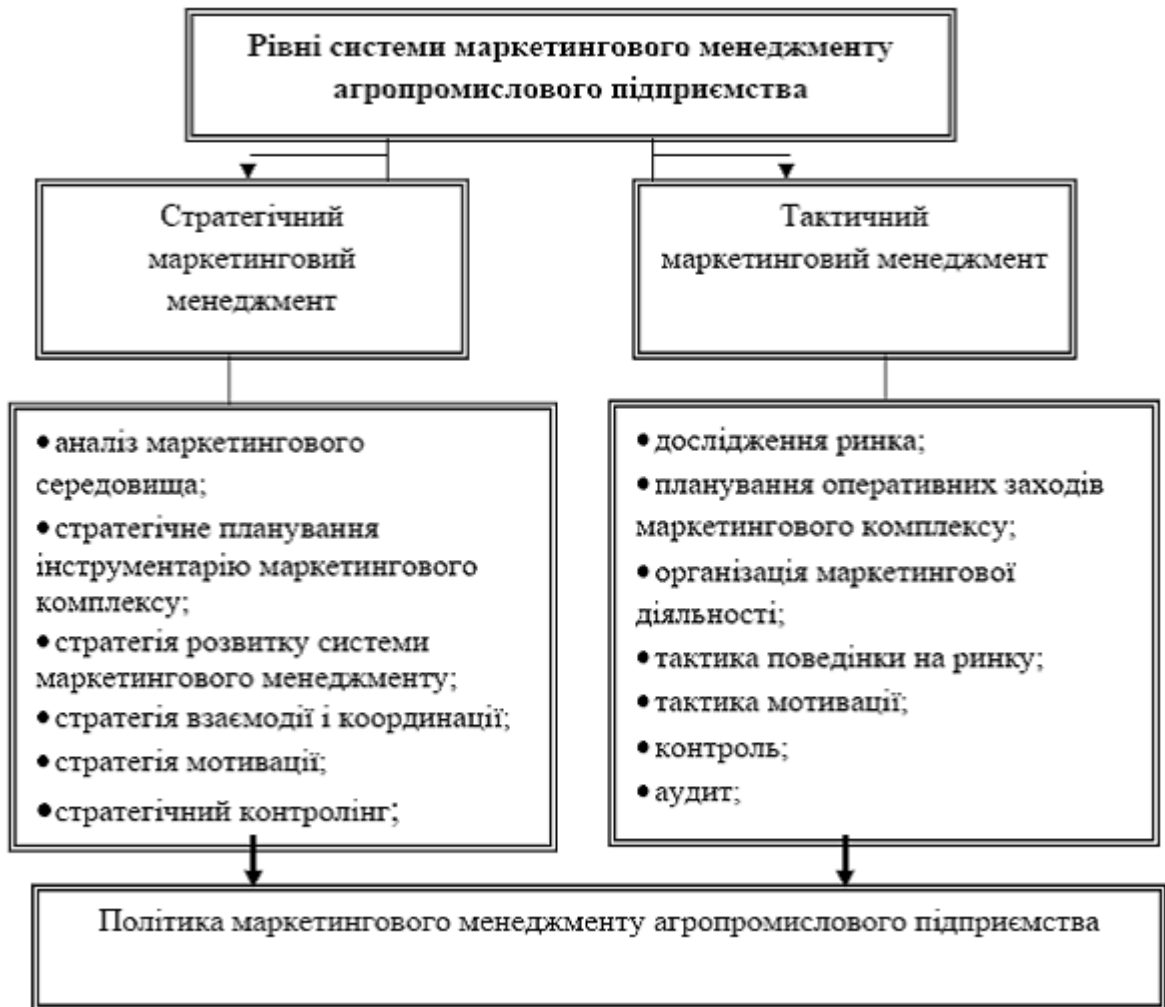 Рівні системи маркетингового менеджменту
агропромислового підприємства
Стратегічний
маркетинговий
менеджмент
Тактичний
маркетинговий менеджмент
• аналіз маркетингового
середовища;
• стратегічне планування
інструментарію маркетингового
комплексу;
• стратегія розвитку системи
маркетингового менеджменту;
• стратегія взаємодії і координації;
• стратегія мотивації;
• стратегічний контролінг;
• дослідження ринка;
• планування оперативних заходів
маркетингового комплексу;
• організація маркетингової
діяльності;
• тактика поведінки на ринку;
• тактика мотивації;
• контроль;
• аудит;
Політика маркетингового менеджменту агропромислового підприємства